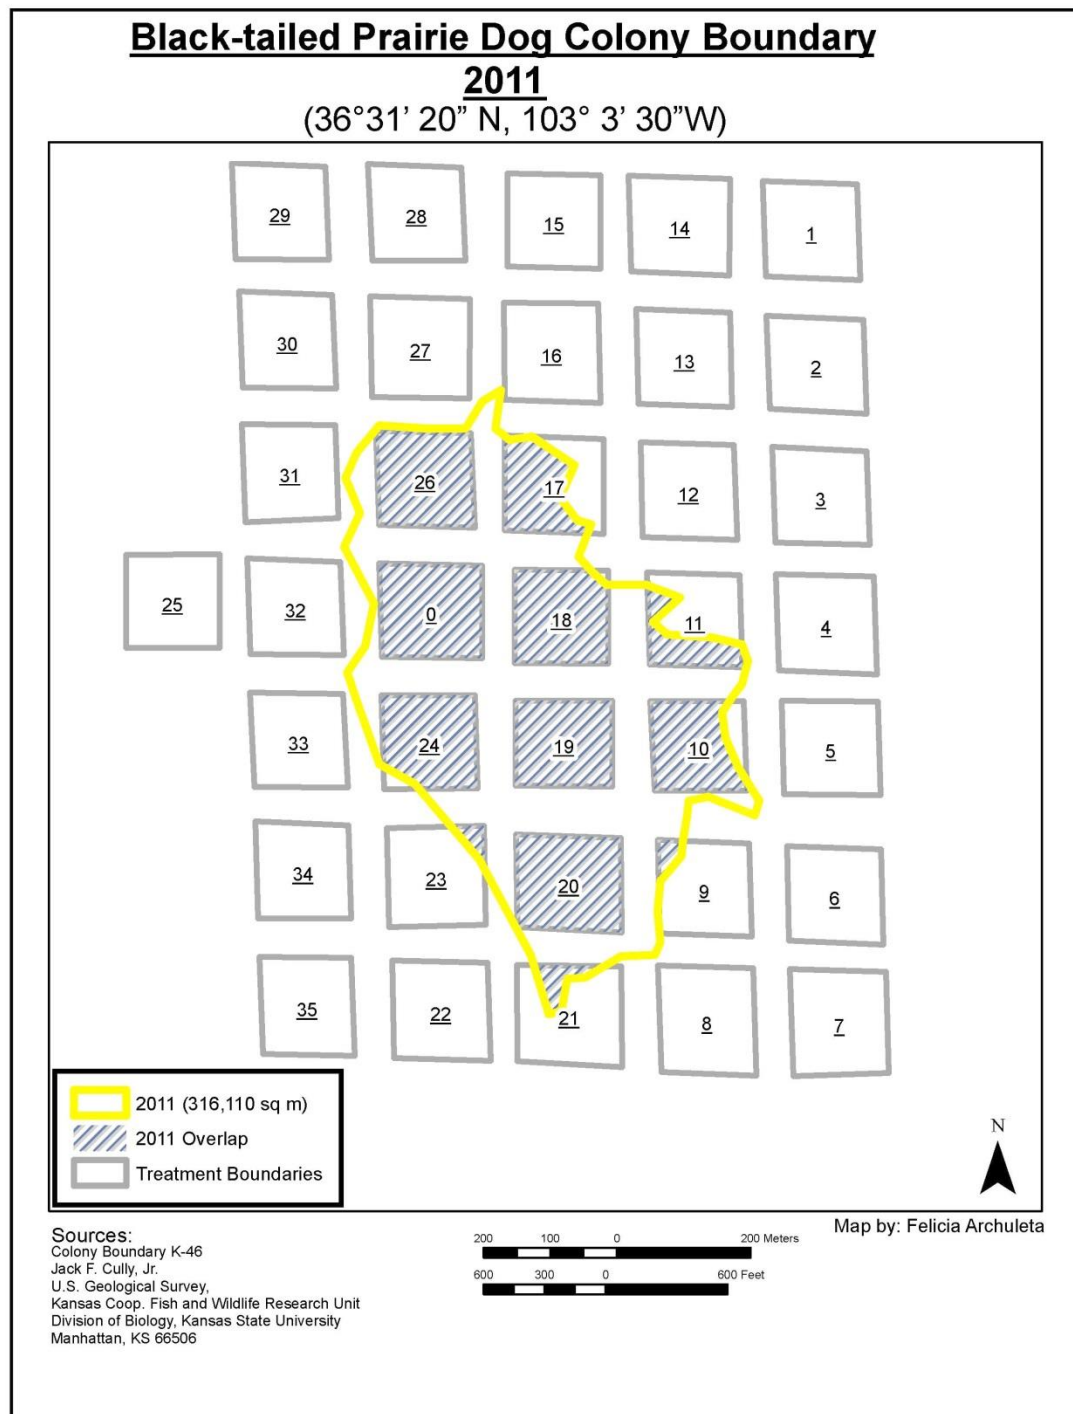 Black-tailed Prairie Dog Colony Boundary
2011
(36°31’ 20” N, 103° 3’ 30”W)
29 28 15 14 1
30 27 16 13 2
31 26 17 12 3
25 32 0 18 11 4
33 24 19 10 5
34 23 20 9 6
35 22 21 8 7
2011 (316,110 sq m)
2011 Overlap
Treatment Boundaries
N
Map by: Felicia Archuleta
Sources:
Colony Boundary K-46
Jack F. Cully, Jr.
U.S. Geological Survey,
Kansas Coop. Fish and Wildlife Research Unit
Division of Biology, Kansas State University
Manhattan, KS 66506
200 100 0 200 Meters
600 300 0 600 Feet